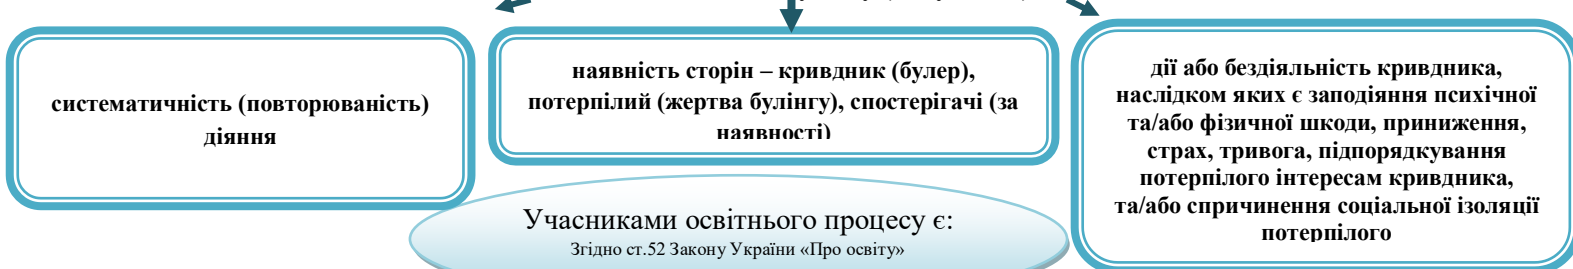 систематичність (повторюваність)
діяння
наявність сторін – кривдник (булер),
потерпілий (жертва булінгу), спостерігачі (за
наявності)
дії або бездіяльність кривдника,
наслідком яких є заподіяння психічної
та/або фізичної шкоди, приниження,
страх, тривога, підпорядкування
потерпілого інтересам кривдника,
та/або спричинення соціальної ізоляції
потерпілого
Учасниками освітнього процесу є:
Згідно ст.52 Закону України «Про освіту»